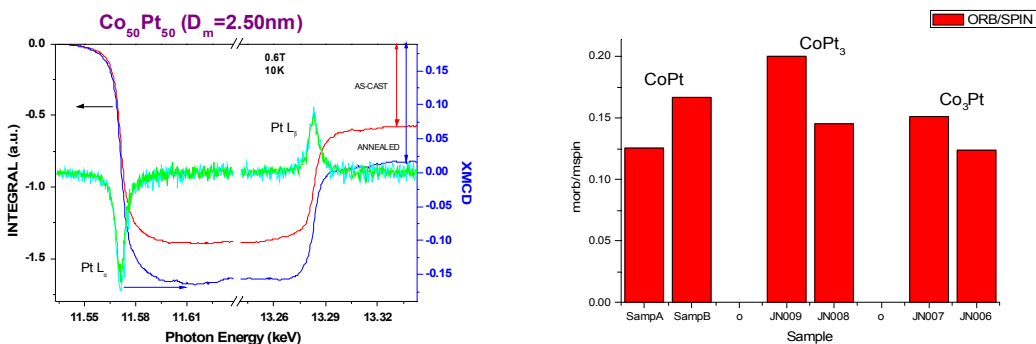 Co50Pt50 (Dm=2.50nm)
0.0
-0.5
-1.0
-1.5
INTEGRAL (a.u.)
0.6T
10K
AS-CAST
ANNEALED
Pt Lβ
Pt Lα
0.15
0.10
0.05
0.00
-0.05
-0.10
-0.15
XMCD
11.55 11.58 11.61 13.26 13.29 13.32
Photon Energy (keV)
ORB/SPIN
0.20
0.15
0.10
0.05
0.00
morb/mspin
CoPt
CoPt3
Co3Pt
SampA SampB o JN009 JN008 o JN007 JN006
Sample